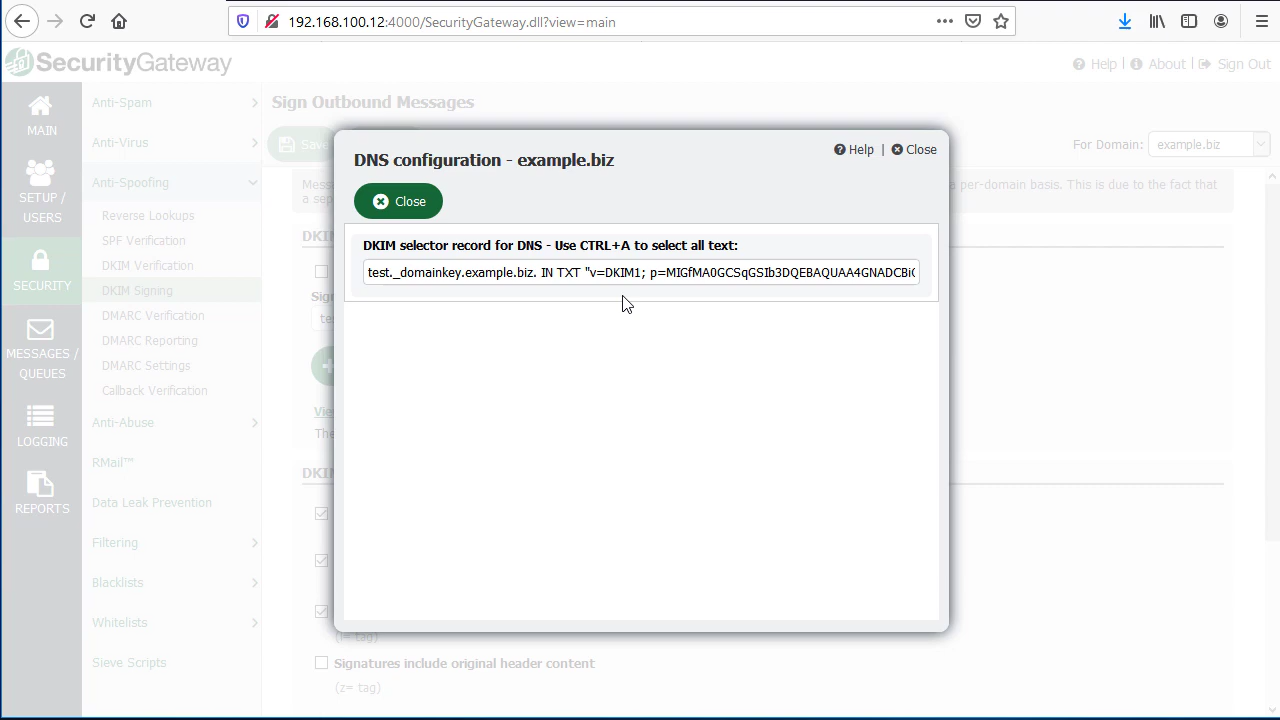 192.168.100.12:4000/SecurityGateway.dll?view=main
SecurityGateway
Help | About | Sign Out
MAIN
SETUP / USERS
SECURITY
MESSAGES / QUEUES
LOGGING
REPORTS
Anti-Spam
Anti-Virus
Anti-Spoofing
Reverse Lookups
SPF Verification
DKIM Verification
DKIM Signing
DMARC Verification
DMARC Reporting
DMARC Settings
Callback Verification
Anti-Abuse
RMail™
Data Leak Prevention
Filtering
Blacklists
Whitelists
Sieve Scripts
Sign Outbound Messages
Save
For Domain: example.biz
a per-domain basis. This is due to the fact that
DNS configuration - example.biz
Help | Close
Close
DKIM selector record for DNS - Use CTRL+A to select all text:
test._domainkey.example.biz. IN TXT "v=DKIM1; p=MIGfMA0GCSqGSIb3DQEBAQUAA4GNADCBi
(l= tag)
Signatures include original header content
(z= tag)